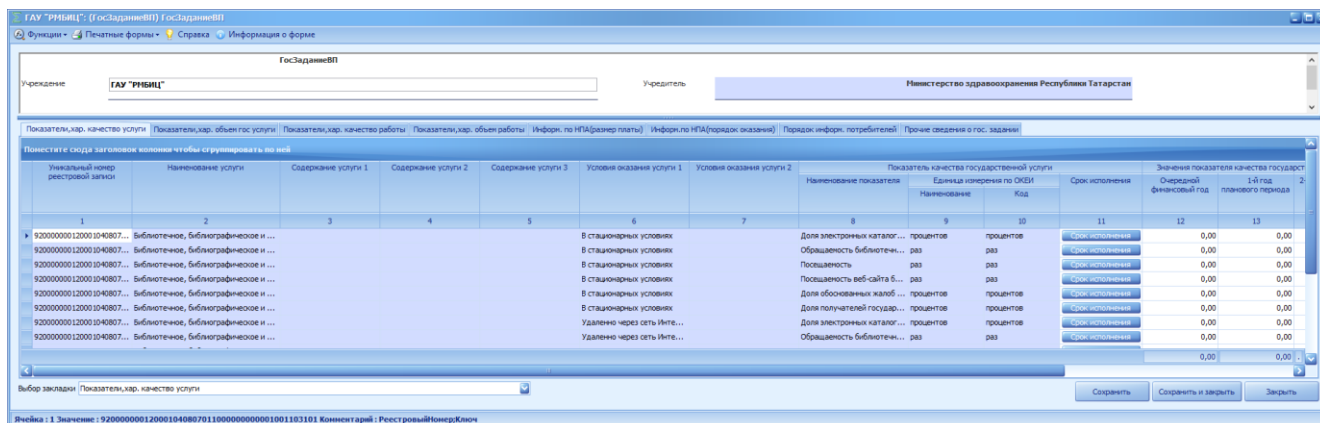 ГАУ "РМБИЦ": (ГосЗаданиеВП) ГосЗаданиеВП
Функции Печатные формы Справка Информация о форме
ГосЗаданиеВП
Учреждение ГАУ "РМБИЦ" Учредитель Министерство здравоохранения Республики Татарстан
Показатели,хар. качество услуги Показатели,хар. объем гос услуги Показатели,хар. качество работы Показатели,хар. объем работы Информ. по НПА(размер платы) Информ.по НПА(порядок оказания) Порядок информ. потребителей Прочие сведения о гос. задании
Поместите сюда заголовок колонки чтобы сгруппировать по ней
Уникальный номер Наименование услуги Содержание услуги 1 Содержание услуги 2 Содержание услуги 3 Условия оказания услуги 1 Условия оказания услуги 2 Показатель качества государственной услуги Значения показателя качества государст
реестровой записи Наименование показателя Единица измерения по ОКЕИ Срок исполнения Очередной 1-й год 2-
финансовый год планового периода
Наименование Код
1 2 3 4 5 6 7 8 9 10 11 12 13
920000000120001040807... Библиотечное, библиографическое и ... В стационарных условиях Доля электронных каталог... процентов процентов Срок исполнения 0,00 0,00
920000000120001040807... Библиотечное, библиографическое и ... В стационарных условиях Обращаемость библиотечн... раз раз Срок исполнения 0,00 0,00
920000000120001040807... Библиотечное, библиографическое и ... В стационарных условиях Посещаемость раз раз Срок исполнения 0,00 0,00
920000000120001040807... Библиотечное, библиографическое и ... В стационарных условиях Посещаемость веб-сайта б... раз раз Срок исполнения 0,00 0,00
920000000120001040807... Библиотечное, библиографическое и ... В стационарных условиях Доля обоснованных жалоб ... процентов процентов Срок исполнения 0,00 0,00
920000000120001040807... Библиотечное, библиографическое и ... В стационарных условиях Доля получателей государ... процентов процентов Срок исполнения 0,00 0,00
920000000120001040807... Библиотечное, библиографическое и ... Удаленно через сеть Инте... Доля электронных каталог... процентов процентов Срок исполнения 0,00 0,00
920000000120001040807... Библиотечное, библиографическое и ... Удаленно через сеть Инте... Обращаемость библиотечн... раз раз Срок исполнения 0,00 0,00
0,00 0,00
Выбор закладки Показатели,хар. качество услуги Сохранить Сохранить и закрыть Закрыть
Ячейка : 1 Значение : 920000000120001040807011000000000001001103101 Комментарий : РеестровыйНомер;Ключ